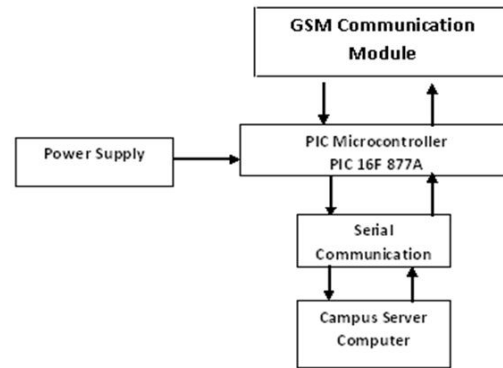 GSM Communication
Module
Power Supply
PIC Microcontroller
PIC 16F 877A
Serial
Communication
Campus Server
Computer